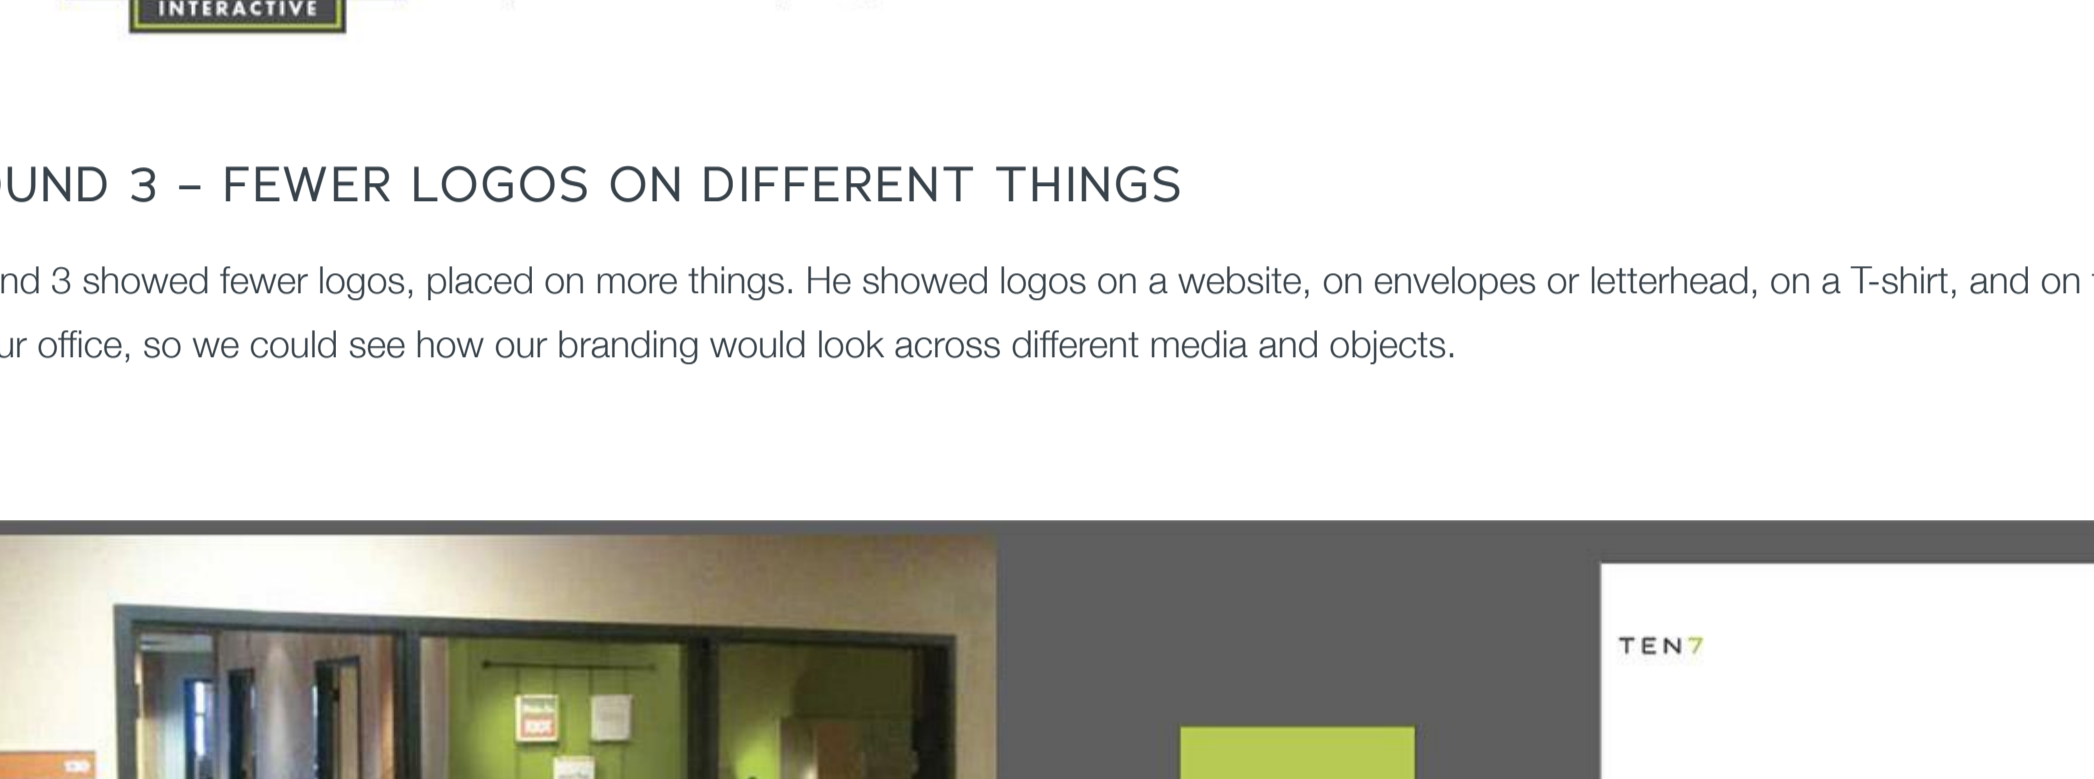 INTERACTIVE
OUND 3 – FEWER LOGOS ON DIFFERENT THINGS
nd 3 showed fewer logos, placed on more things. He showed logos on a website, on envelopes or letterhead, on a T-shirt, and on
ur office, so we could see how our branding would look across different media and objects.
TEN7
130